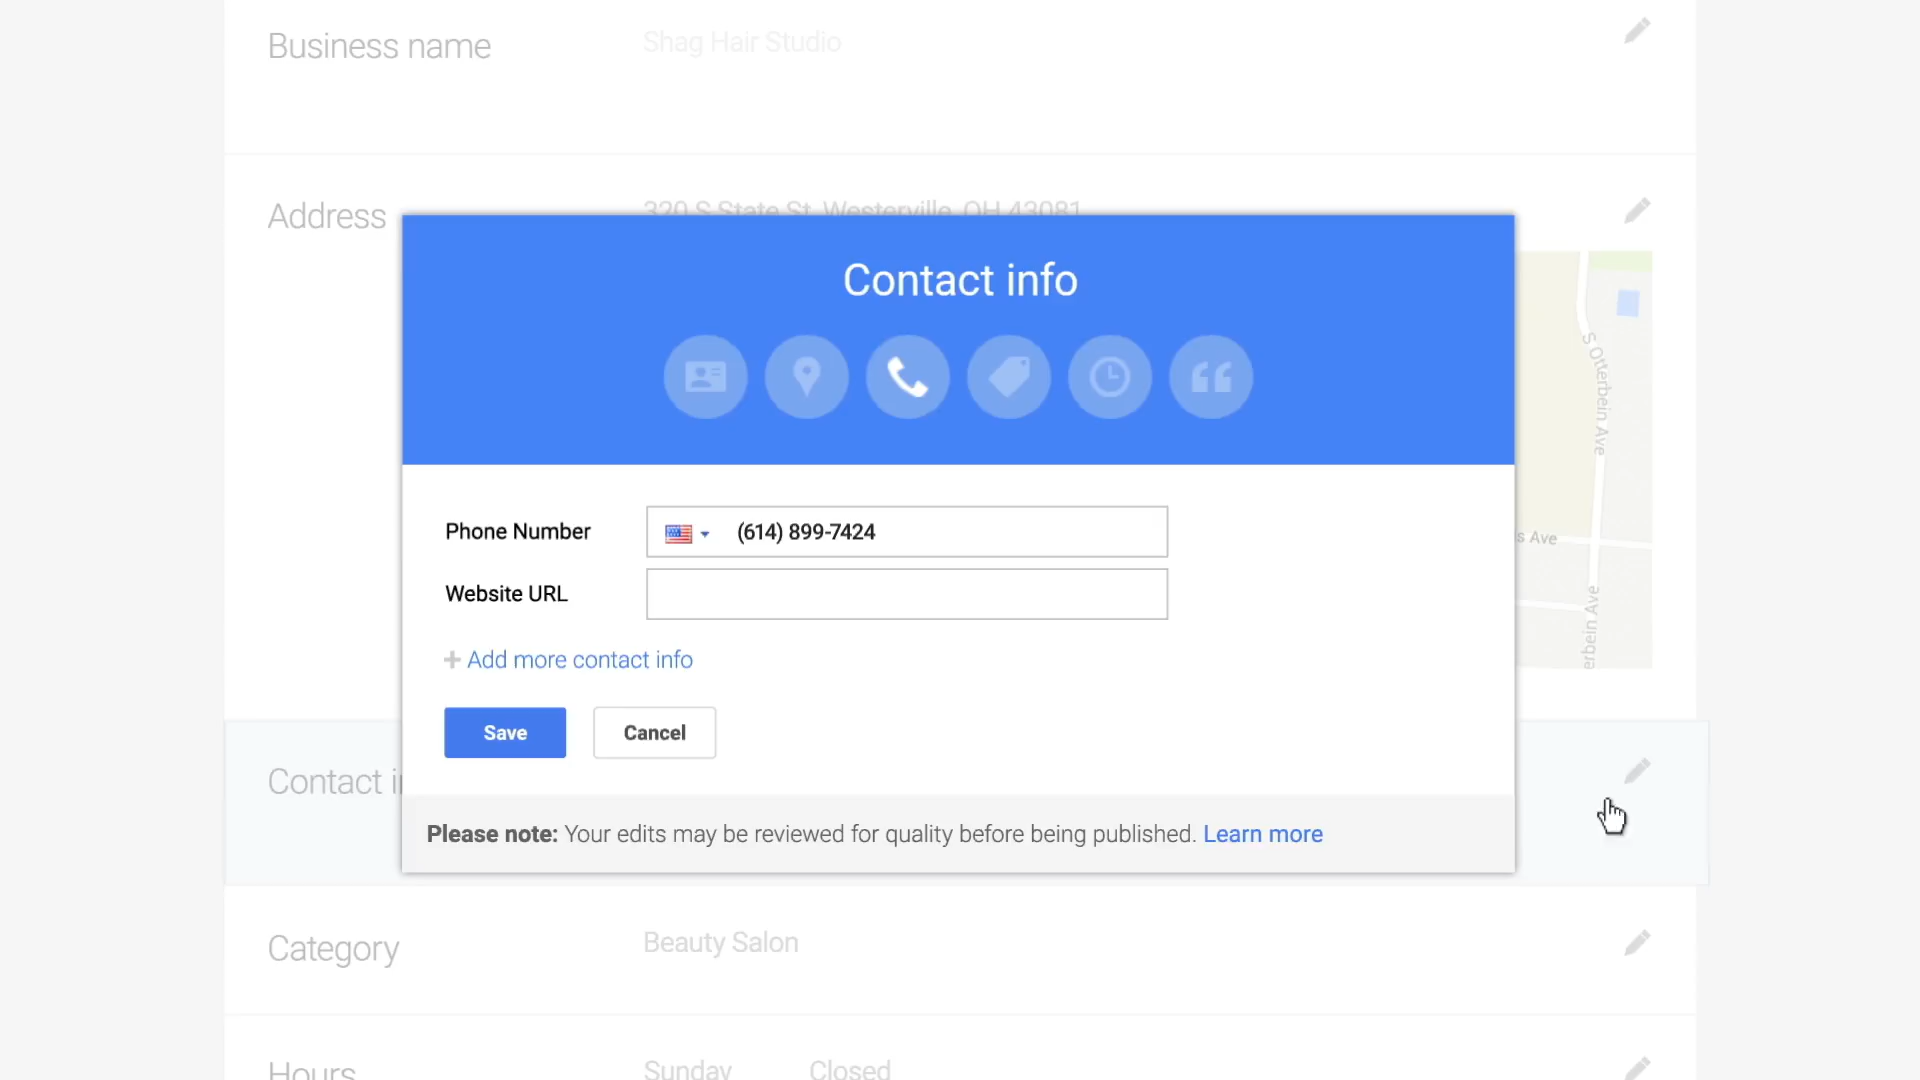 Business name
Shag Hair Studio
Address
320 S State St, Westerville, OH 43081
Contact info
S Otterbein Ave
Phone Number
(614) 899-7424
s Ave
Website URL
erbein Ave
+ Add more contact info
Save
Cancel
Contact i
Please note: Your edits may be reviewed for quality before being published. Learn more
Category
Beauty Salon
Hours
Sunday
Closed